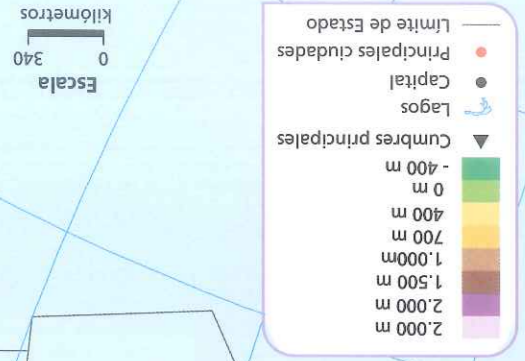 2.000 m
2.000 m
1.500 m
1.000m
700 m
400 m
0 m
- 400 m
Cumbres principales
Lagos
Capital
Principales ciudades
Límite de Estado
Escala
0 340
kilómetros